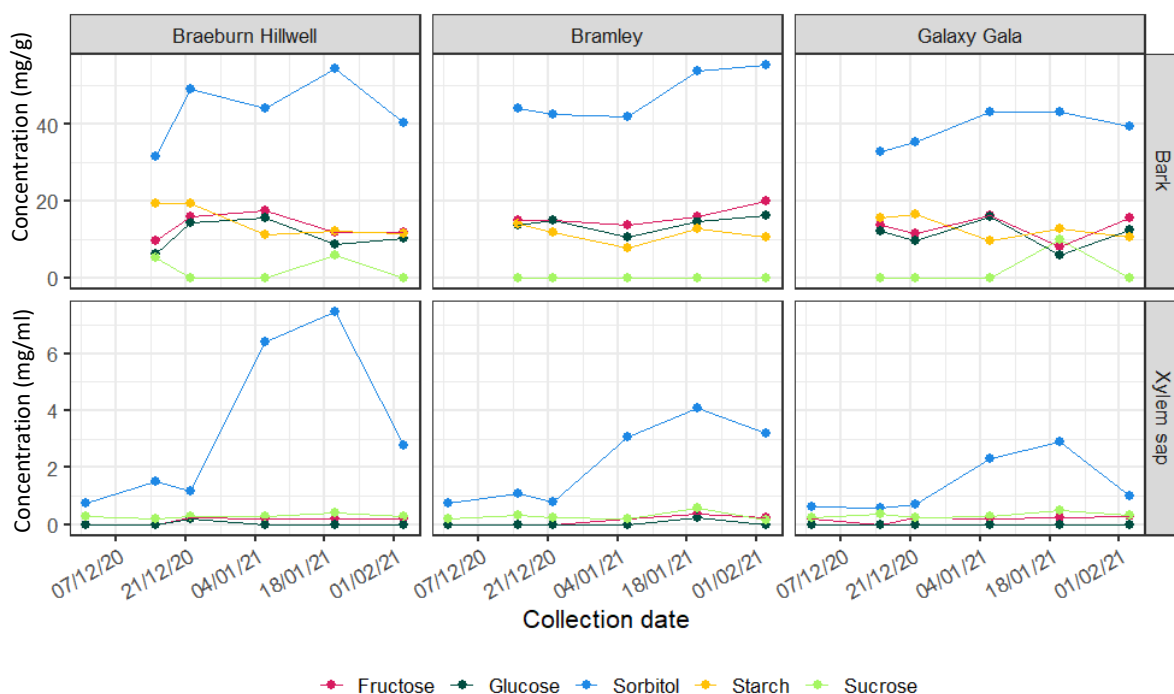 Braeburn Hillwell Bramley Galaxy Gala
Concentration (mg/g)
40
20
0
Bark
Concentration (mg/ml)
6
4
2
0
Xylem sap
07/12/20 21/12/20 04/01/21 18/01/21 01/02/21 07/12/20 21/12/20 04/01/21 18/01/21 01/02/21 07/12/20 21/12/20 04/01/21 18/01/21 01/02/21
Collection date
Fructose Glucose Sorbitol Starch Sucrose